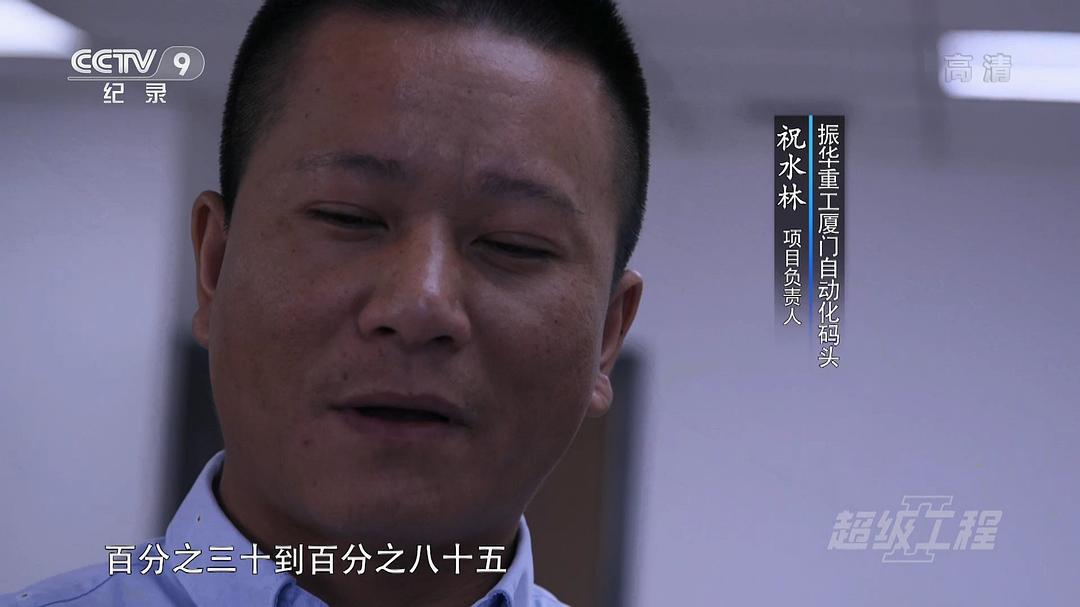 CCTV 9
纪录
高清
振华重工厦门自动化码头
祝水林 项目负责人
超级工程 II
百分之三十到百分之八十五